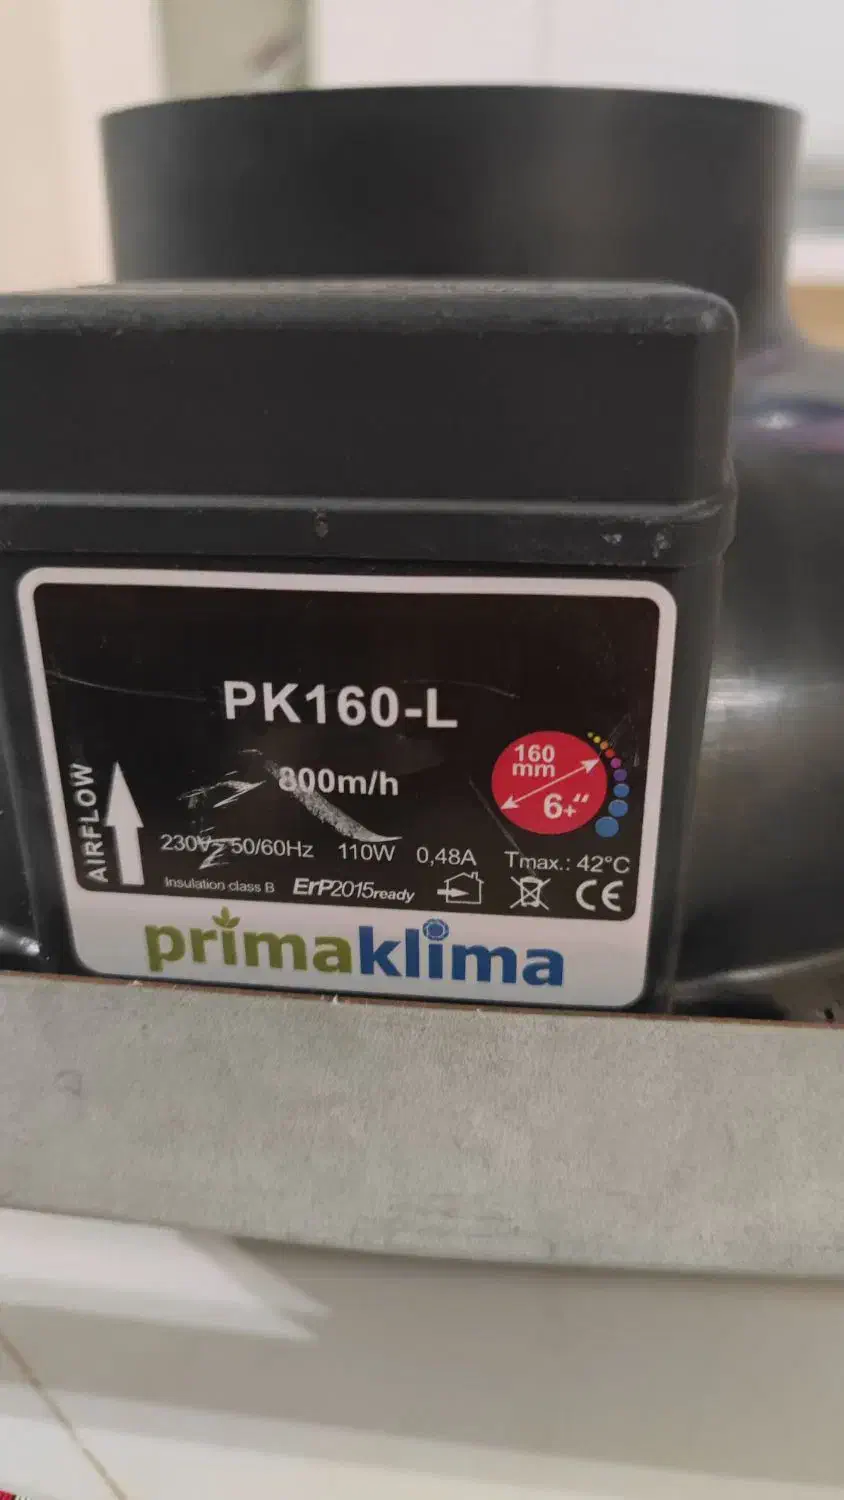 PK160-L
160
mm
6+“
800m/h
AIRFLOW
230V~ 50/60Hz 110W 0,48A Tmax.: 42°C
Insulation class B ErP2015ready CE
primaklima